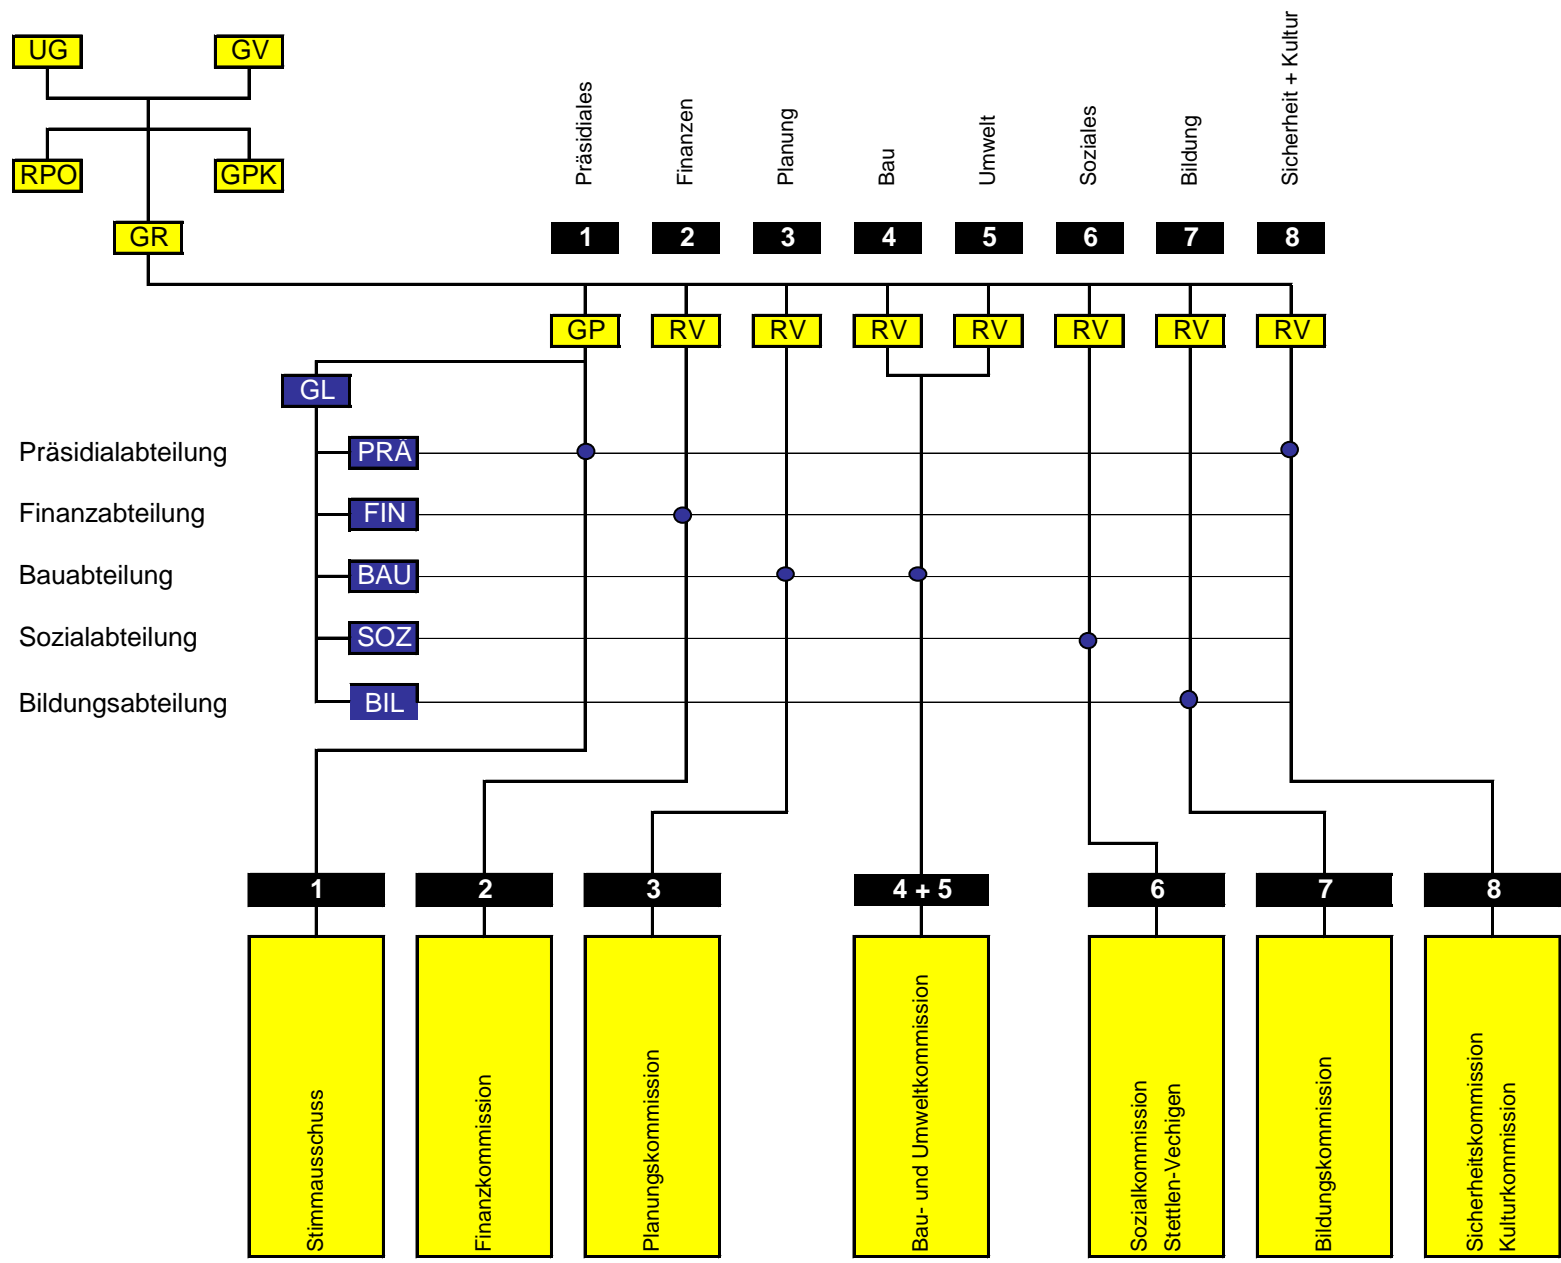 UG
GV
RPO
GPK
GR
Präsidiales
Finanzen
Planung
Bau
Umwelt
Soziales
Bildung
Sicherheit + Kultur
1
2
3
4
5
6
7
8
GP
RV
RV
RV
RV
RV
RV
RV
GL
Präsidialabteilung
PRÄ
Finanzabteilung
FIN
Bauabteilung
BAU
Sozialabteilung
SOZ
Bildungsabteilung
BIL
1
2
3
4 + 5
6
7
8
Stimmausschuss
Finanzkommission
Planungskommission
Bau- und Umweltkommission
Sozialkommission
Stettlen-Vechigen
Bildungskommission
Sicherheitskommission
Kulturkommission